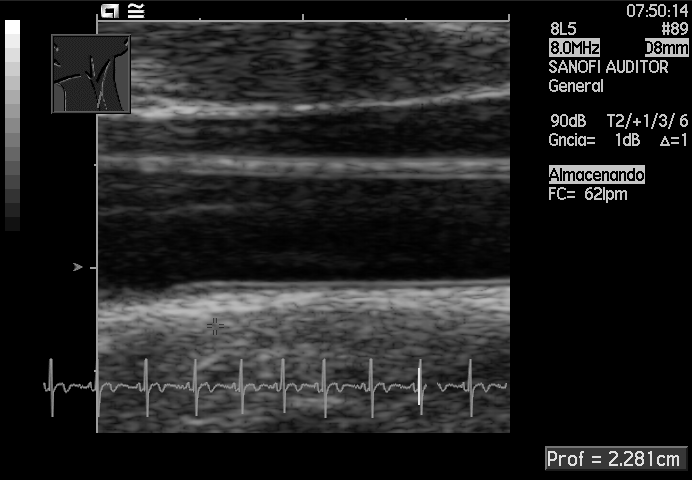 07:50:14
8L5 #89
8.0MHz D8mm
SANOFI AUDITOR
General
90dB T2/+1/3/ 6
Gncia= 1dB Δ=1
Almacenando
FC= 62lpm
Prof = 2.281cm